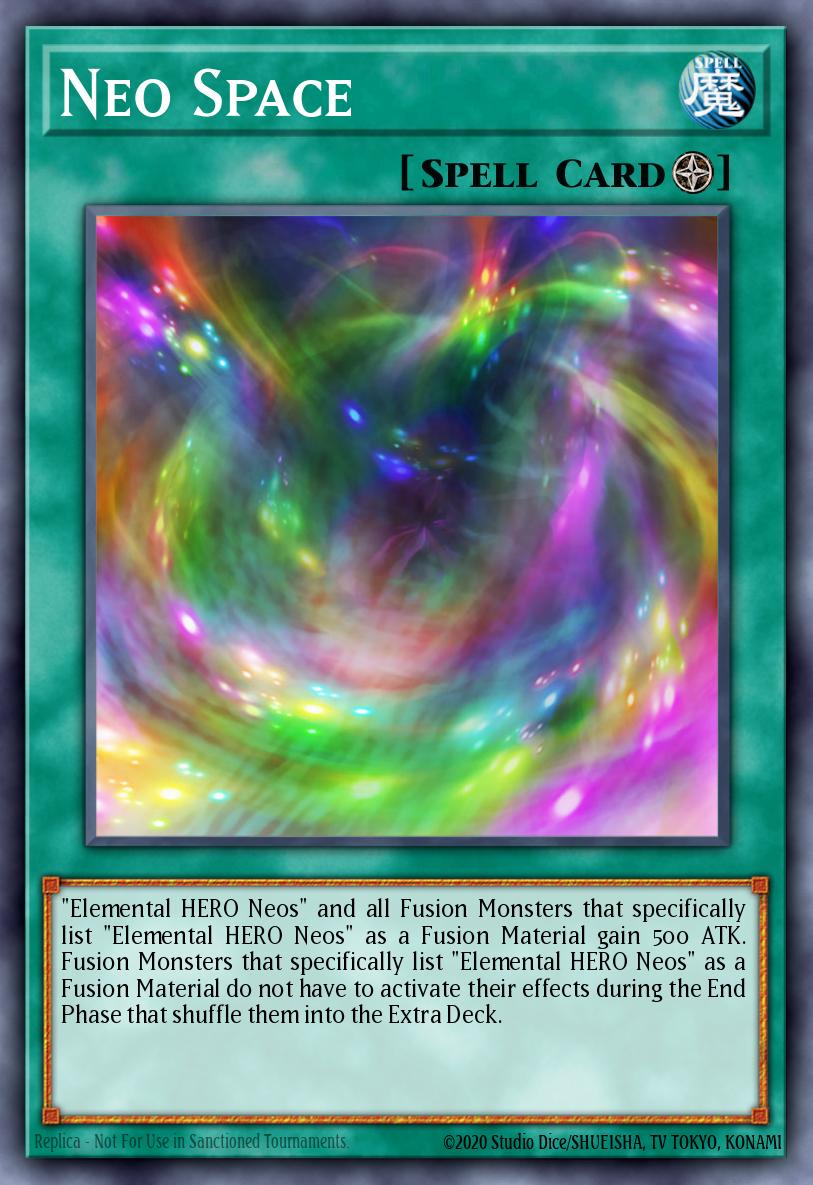 Neo Space
SPELL
魔
[Spell Card]
"Elemental HERO Neos" and all Fusion Monsters that specifically
list "Elemental HERO Neos" as a Fusion Material gain 500 ATK.
Fusion Monsters that specifically list "Elemental HERO Neos" as a
Fusion Material do not have to activate their effects during the End
Phase that shuffle them into the Extra Deck.
Replica - Not For Use in Sanctioned Tournaments.
©2020 Studio Dice/SHUEISHA, TV TOKYO, KONAMI